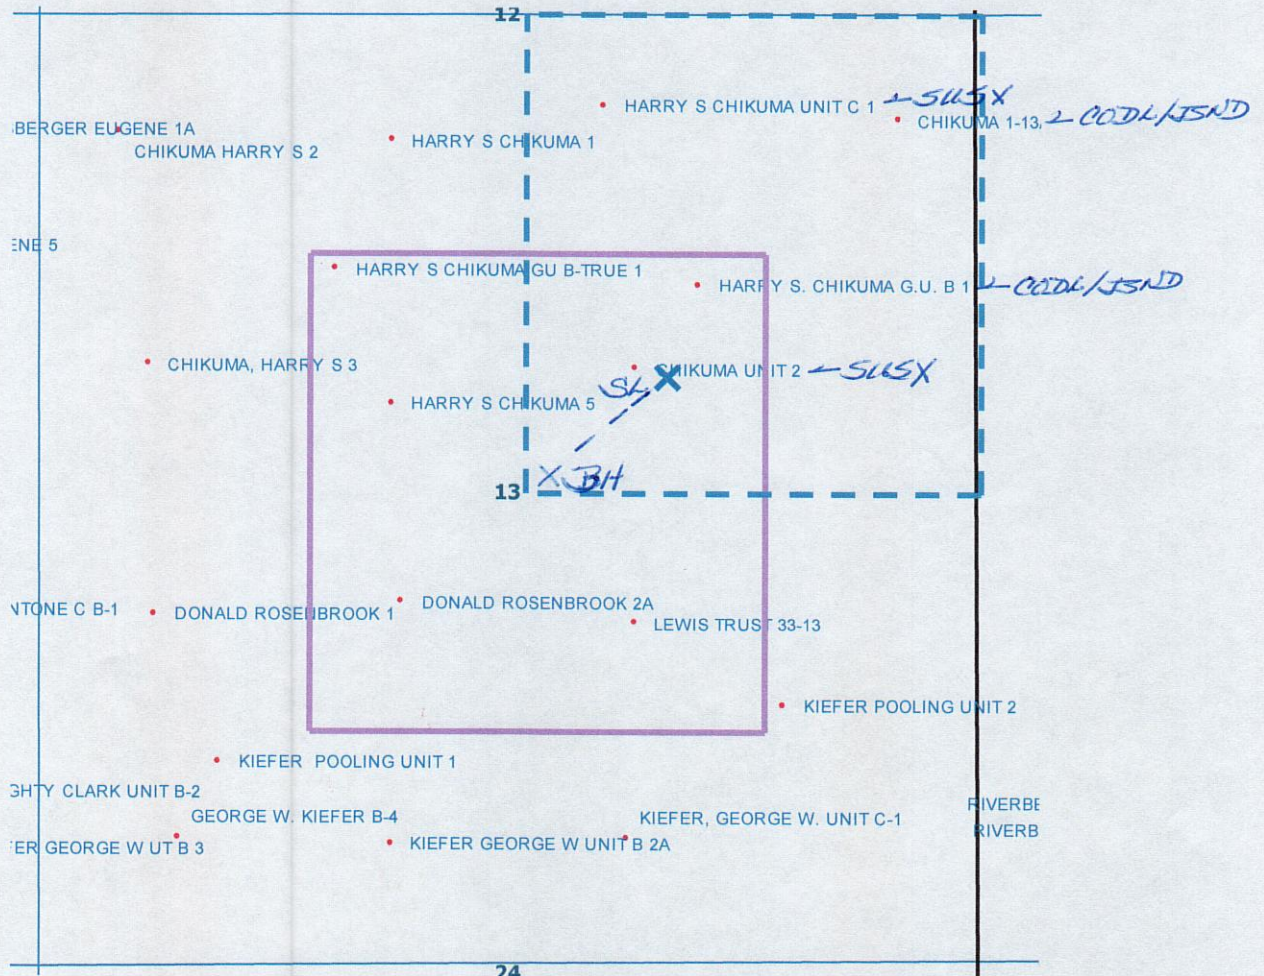 12
HARRY S CHIKUMA UNIT C 1 ← SUSX
CHIKUMA 1-13, ← CODL/JSND
BERGER EUGENE 1A
CHIKUMA HARRY S 2
HARRY S CHIKUMA 1
ENE 5
HARRY S CHIKUMA GU B-TRUE 1
HARRY S. CHIKUMA G.U. B 1 ← CODL/JSND
CHIKUMA, HARRY S 3
CHIKUMA UNIT 2 ← SUSX
SL X
HARRY S CHIKUMA 5
X BH
13
NTONE C B-1
DONALD ROSENBROOK 1
DONALD ROSENBROOK 2A
LEWIS TRUST 33-13
KIEFER POOLING UNIT 2
KIEFER POOLING UNIT 1
GHTY CLARK UNIT B-2
GEORGE W. KIEFER B-4
KIEFER, GEORGE W. UNIT C-1
RIVERBE
RIVERB
ER GEORGE W UT B 3
KIEFER GEORGE W UNIT B 2A
24